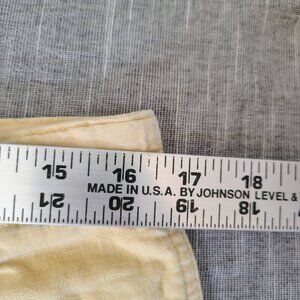 15 16 17 18
MADE IN U.S.A. BY JOHNSON LEVEL &
21 20 19 18